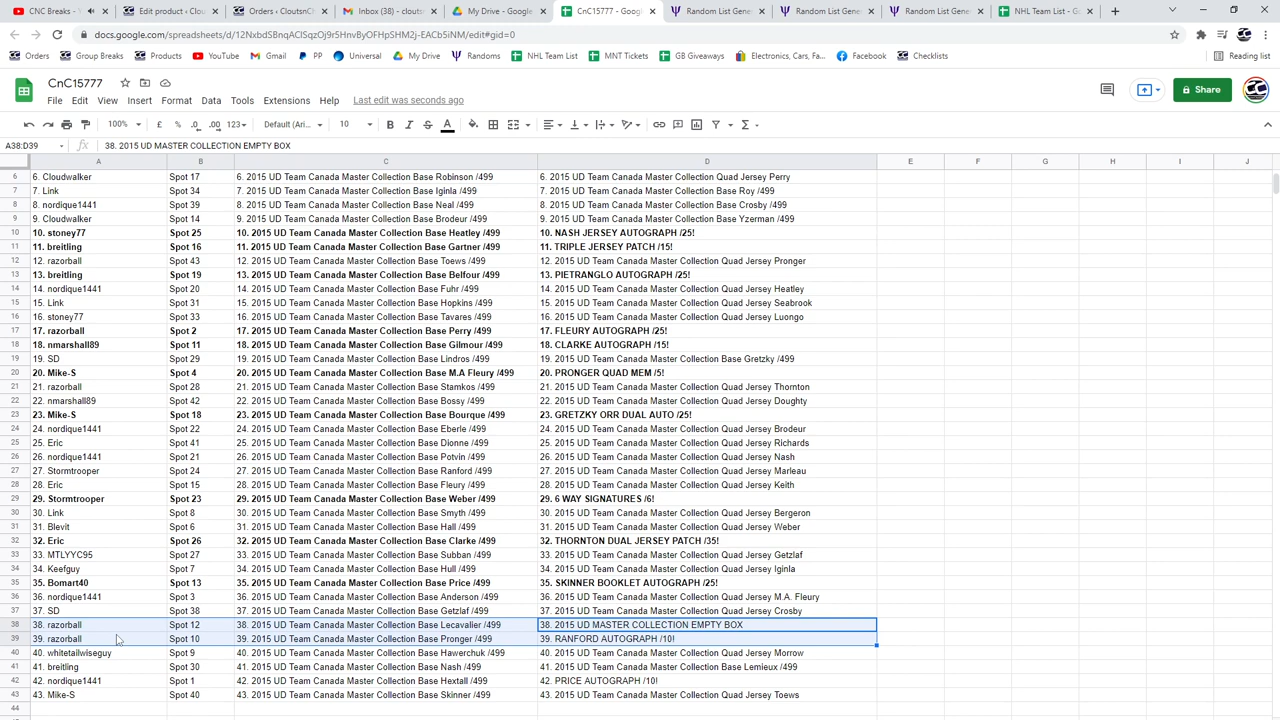 CNC Breaks - Edit product · Cloutsn Orders · CloutsnC Inbox (38) - clouts My Drive - Google CnC15777 - Goog Random List Gene Random List Gene Random List Gene NHL Team List - G
docs.google.com/spreadsheets/d/12NxbdSBnqAClSqzOj9r5HnvByOFHpSHM2j-EACb5iNM/edit#gid=0
Orders Shipping Products YouTube Gmail PP Universal My Drive Randoms NHL List MNT Tickets GB Giveaways Electronics, Cars, Fa... Facebook Checklists Reading list
CnC15777
File Edit View Insert Format Data Tools Extensions Help Last edit was seconds ago
Share
100% £ % .0 .00 123 Default (Ari... 10
A38:D39 38. 2015 UD MASTER COLLECTION EMPTY BOX
A B C D E F G H I J
6 6. Cloudwalker Spot 17 6. 2015 UD Team Canada Master Collection Base Robinson /499 6. 2015 UD Team Canada Master Collection Quad Jersey Perry
7 7. Link Spot 34 7. 2015 UD Team Canada Master Collection Base Iginla /499 7. 2015 UD Team Canada Master Collection Base Roy /499
8 8. nordique1441 Spot 39 8. 2015 UD Team Canada Master Collection Base Neal /499 8. 2015 UD Team Canada Master Collection Base Crosby /499
9 9. Cloudwalker Spot 14 9. 2015 UD Team Canada Master Collection Base Brodeur /499 9. 2015 UD Team Canada Master Collection Base Yzerman /499
10 10. stoney77 Spot 25 10. 2015 UD Team Canada Master Collection Base Heatley /499 10. NASH JERSEY AUTOGRAPH /25!
11 11. breitling Spot 16 11. 2015 UD Team Canada Master Collection Base Gartner /499 11. TRIPLE JERSEY PATCH /15!
12 12. razorball Spot 43 12. 2015 UD Team Canada Master Collection Base Toews /499 12. 2015 UD Team Canada Master Collection Quad Jersey Pronger
13 13. breitling Spot 19 13. 2015 UD Team Canada Master Collection Base Belfour /499 13. PIETRANGLO AUTOGRAPH /25!
14 14. nordique1441 Spot 20 14. 2015 UD Team Canada Master Collection Base Fuhr /499 14. 2015 UD Team Canada Master Collection Quad Jersey Heatley
15 15. Link Spot 31 15. 2015 UD Team Canada Master Collection Base Hopkins /499 15. 2015 UD Team Canada Master Collection Quad Jersey Seabrook
16 16. stoney77 Spot 33 16. 2015 UD Team Canada Master Collection Base Tavares /499 16. 2015 UD Team Canada Master Collection Quad Jersey Luongo
17 17. razorball Spot 2 17. 2015 UD Team Canada Master Collection Base Perry /499 17. FLEURY AUTOGRAPH /25!
18 18. nmarshall89 Spot 11 18. 2015 UD Team Canada Master Collection Base Gilmour /499 18. CLARKE AUTOGRAPH /15!
19 19. SD Spot 29 19. 2015 UD Team Canada Master Collection Base Lindros /499 19. 2015 UD Team Canada Master Collection Base Gretzky /499
20 20. Mike-S Spot 4 20. 2015 UD Team Canada Master Collection Base M.A Fleury /499 20. PRONGER QUAD MEM /5!
21 21. razorball Spot 28 21. 2015 UD Team Canada Master Collection Base Stamkos /499 21. 2015 UD Team Canada Master Collection Quad Jersey Thornton
22 22. nmarshall89 Spot 42 22. 2015 UD Team Canada Master Collection Base Bossy /499 22. 2015 UD Team Canada Master Collection Quad Jersey Doughty
23 23. Mike-S Spot 18 23. 2015 UD Team Canada Master Collection Base Bourque /499 23. GRETZKY ORR DUAL AUTO /25!
24 24. nordique1441 Spot 22 24. 2015 UD Team Canada Master Collection Base Eberle /499 24. 2015 UD Team Canada Master Collection Quad Jersey Brodeur
25 25. Eric Spot 41 25. 2015 UD Team Canada Master Collection Base Dionne /499 25. 2015 UD Team Canada Master Collection Quad Jersey Richards
26 26. nordique1441 Spot 21 26. 2015 UD Team Canada Master Collection Base Potvin /499 26. 2015 UD Team Canada Master Collection Quad Jersey Nash
27 27. Stormtrooper Spot 24 27. 2015 UD Team Canada Master Collection Base Ranford /499 27. 2015 UD Team Canada Master Collection Quad Jersey Marleau
28 28. Eric Spot 15 28. 2015 UD Team Canada Master Collection Base Fleury /499 28. 2015 UD Team Canada Master Collection Quad Jersey Keith
29 29. Stormtrooper Spot 23 29. 2015 UD Team Canada Master Collection Base Weber /499 29. 6 WAY SIGNATURES /6!
30 30. Link Spot 8 30. 2015 UD Team Canada Master Collection Base Smyth /499 30. 2015 UD Team Canada Master Collection Quad Jersey Bergeron
31 31. Blevit Spot 6 31. 2015 UD Team Canada Master Collection Base Hall /499 31. 2015 UD Team Canada Master Collection Quad Jersey Weber
32 32. Eric Spot 26 32. 2015 UD Team Canada Master Collection Base Clarke /499 32. THORNTON DUAL JERSEY PATCH /35!
33 33. MTLYYC95 Spot 27 33. 2015 UD Team Canada Master Collection Base Subban /499 33. 2015 UD Team Canada Master Collection Quad Jersey Getzlaf
34 34. Keefguy Spot 7 34. 2015 UD Team Canada Master Collection Base Hull /499 34. 2015 UD Team Canada Master Collection Quad Jersey Iginla
35 35. Bomart40 Spot 13 35. 2015 UD Team Canada Master Collection Base Price /499 35. SKINNER BOOKLET AUTOGRAPH /25!
36 36. nordique1441 Spot 3 36. 2015 UD Team Canada Master Collection Base Anderson /499 36. 2015 UD Team Canada Master Collection Quad Jersey M.A. Fleury
37 37. SD Spot 38 37. 2015 UD Team Canada Master Collection Base Getzlaf /499 37. 2015 UD Team Canada Master Collection Quad Jersey Crosby
38 38. razorball Spot 12 38. 2015 UD Team Canada Master Collection Base Lecavalier /499 38. 2015 UD MASTER COLLECTION EMPTY BOX
39 39. razorball Spot 10 39. 2015 UD Team Canada Master Collection Base Pronger /499 39. RANFORD AUTOGRAPH /10!
40 40. whitetailwiseguy Spot 9 40. 2015 UD Team Canada Master Collection Base Hawerchuk /499 40. 2015 UD Team Canada Master Collection Quad Jersey Morrow
41 41. breitling Spot 30 41. 2015 UD Team Canada Master Collection Base Nash /499 41. 2015 UD Team Canada Master Collection Base Lemieux /499
42 42. nordique1441 Spot 1 42. 2015 UD Team Canada Master Collection Base Hextall /499 42. PRICE AUTOGRAPH /10!
43 43. Mike-S Spot 40 43. 2015 UD Team Canada Master Collection Base Skinner /499 43. 2015 UD Team Canada Master Collection Quad Jersey Toews
44